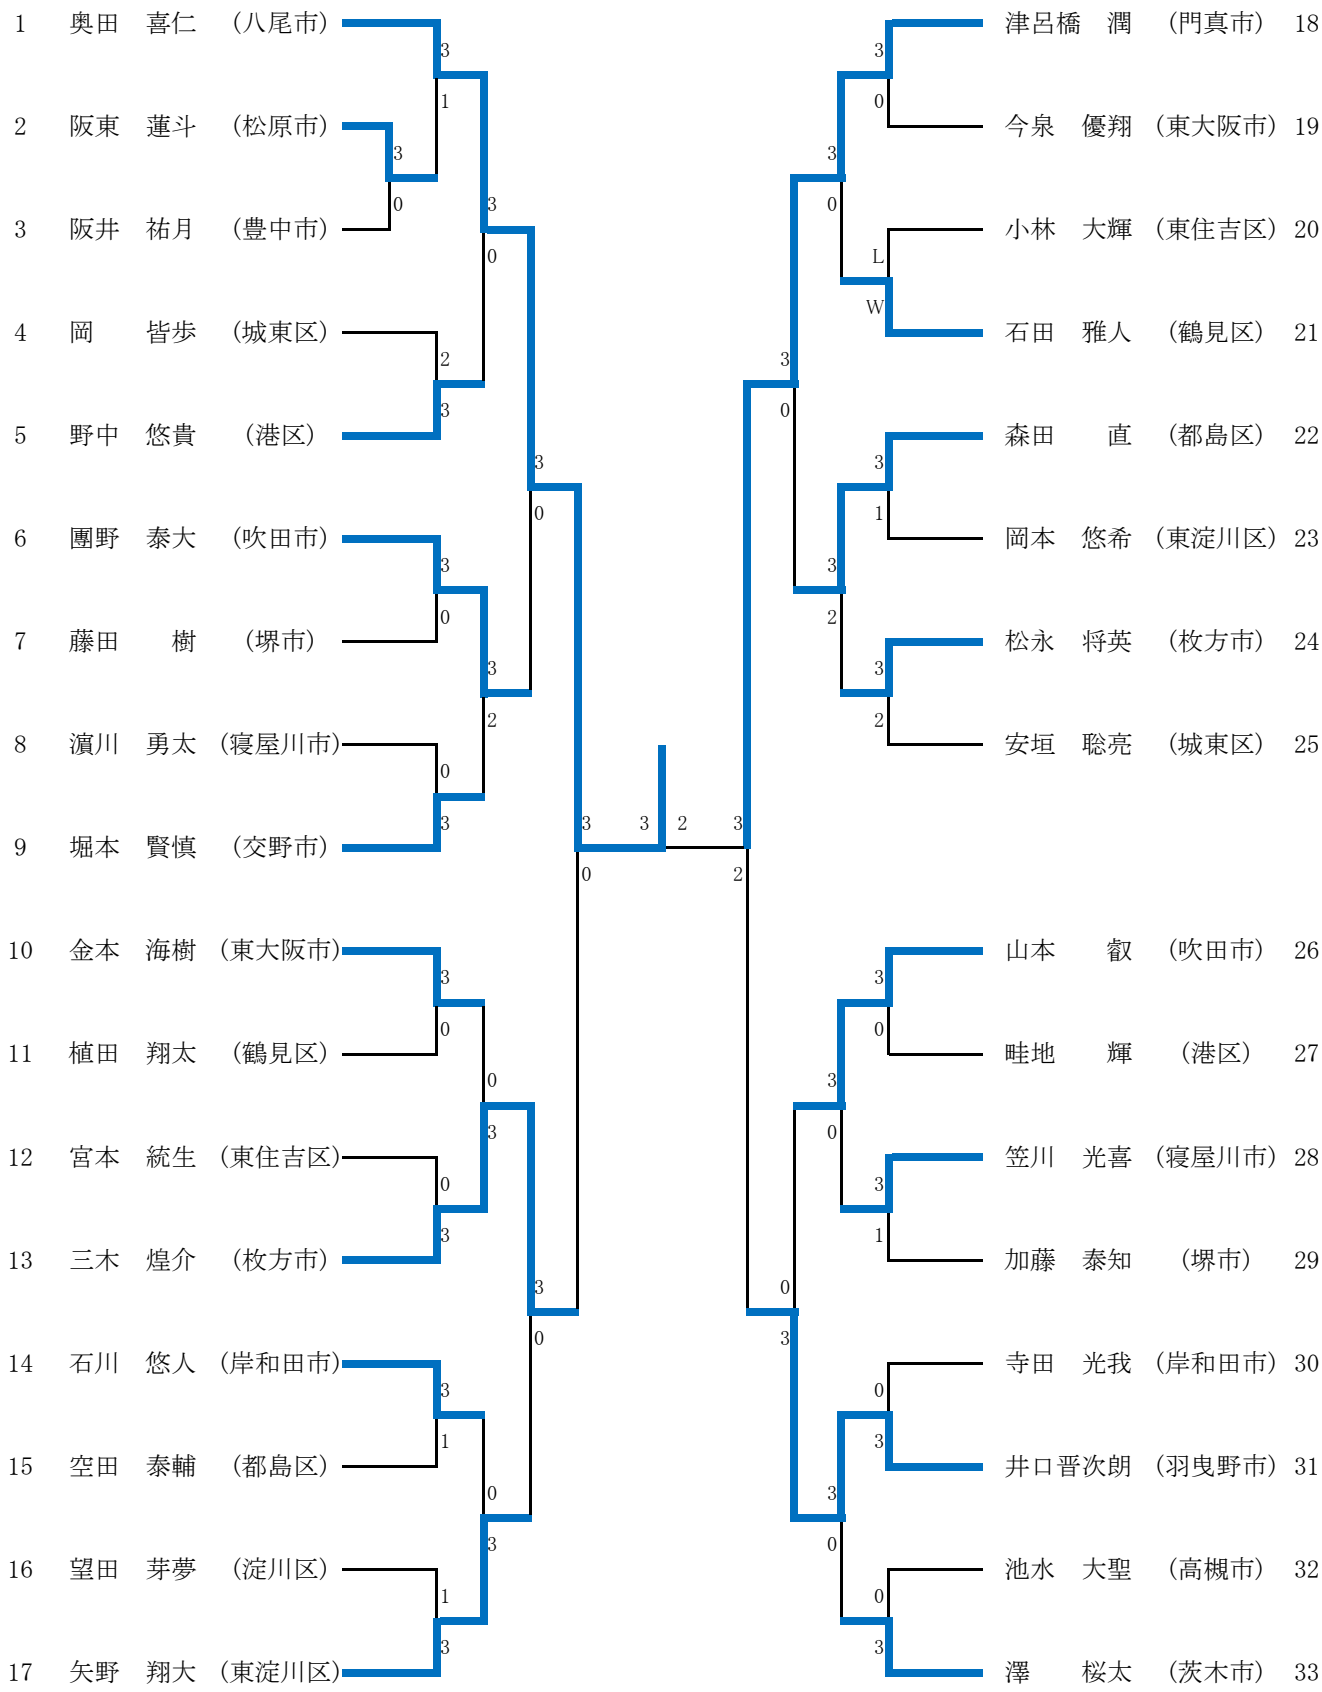 1 奥田 喜仁 (八尾市)
3
1
2 阪東 蓮斗 (松原市)
3
0
3 阪井 祐月 (豊中市)
3
0
4 岡 皆歩 (城東区)
2
3
5 野中 悠貴 (港区)
3
0
6 團野 泰大 (吹田市)
3
0
7 藤田 樹 (堺市)
3
2
8 濵川 勇太 (寝屋川市)
0
3
9 堀本 賢慎 (交野市)
3 3 2 3
0 2
10 金本 海樹 (東大阪市)
3
0
11 植田 翔太 (鶴見区)
0
3
12 宮本 統生 (東住吉区)
0
3
13 三木 煌介 (枚方市)
3
0
14 石川 悠人 (岸和田市)
3
1
15 空田 泰輔 (都島区)
0
3
16 望田 芽夢 (淀川区)
1
3
17 矢野 翔大 (東淀川区)
津呂橋 潤 (門真市) 18
3
0
今泉 優翔 (東大阪市) 19
3
0
小林 大輝 (東住吉区) 20
L
W
石田 雅人 (鶴見区) 21
3
0
森田 直 (都島区) 22
3
1
岡本 悠希 (東淀川区) 23
3
2
松永 将英 (枚方市) 24
3
2
安垣 聡亮 (城東区) 25
山本 叡 (吹田市) 26
3
0
畦地 輝 (港区) 27
3
0
笠川 光喜 (寝屋川市) 28
3
1
加藤 泰知 (堺市) 29
0
3
寺田 光我 (岸和田市) 30
0
3
井口晋次朗 (羽曳野市) 31
3
0
池水 大聖 (高槻市) 32
0
3
澤 桜太 (茨木市) 33